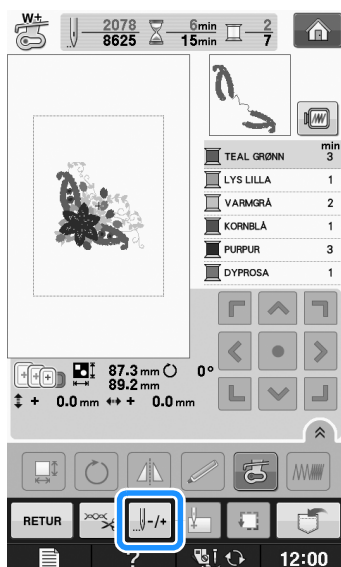 W+ 2078 6min 2
8625 15min 7
min
TEAL GRØNN 3
LYS LILLA 1
VARMGRÅ 2
KORNBLÅ 1
PURPUR 3
DYPROSA 1
87.3 mm 0°
89.2 mm
+ 0.0 mm + 0.0 mm
RETUR -/+
? 12:00